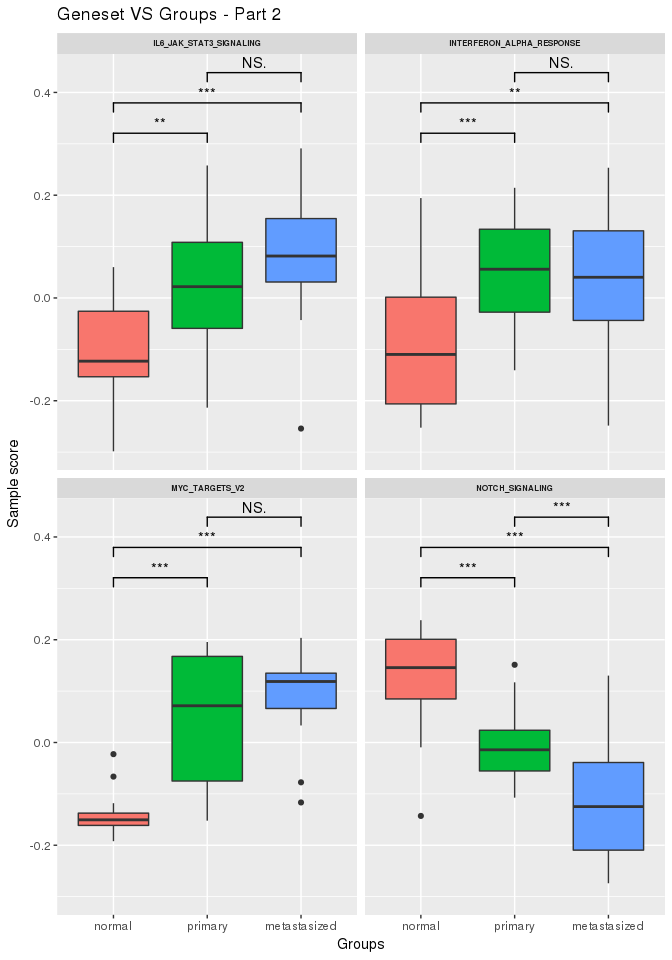 Geneset VS Groups - Part 2
IL6_JAK_STAT3_SIGNALING
INTERFERON_ALPHA_RESPONSE
NS.
NS.
***
**
**
***
0.4
0.2
0.0
-0.2
Sample score
MYC_TARGETS_V2
NOTCH_SIGNALING
NS.
***
***
***
***
***
0.4
0.2
0.0
-0.2
normal primary metastasized
normal primary metastasized
Groups